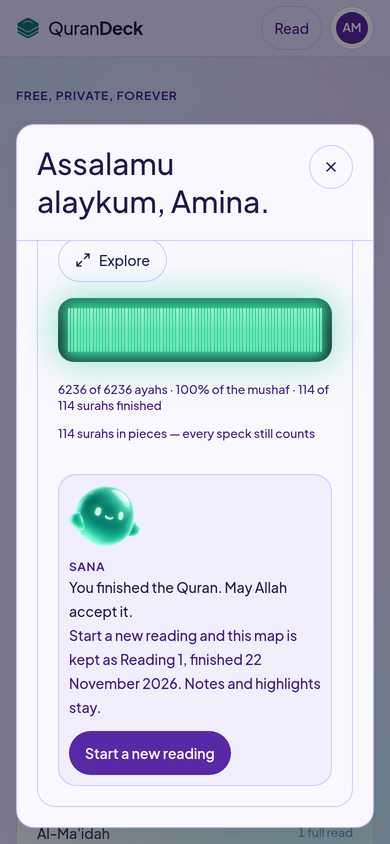 QuranDeck
Read
AM
FREE, PRIVATE, FOREVER
Assalamu
alaykum, Amina.
Explore
6236 of 6236 ayahs · 100% of the mushaf · 114 of
114 surahs finished
114 surahs in pieces — every speck still counts
SANA
You finished the Quran. May Allah
accept it.
Start a new reading and this map is
kept as Reading 1, finished 22
November 2026. Notes and highlights
stay.
Start a new reading
Al-Ma'idah
1 full read